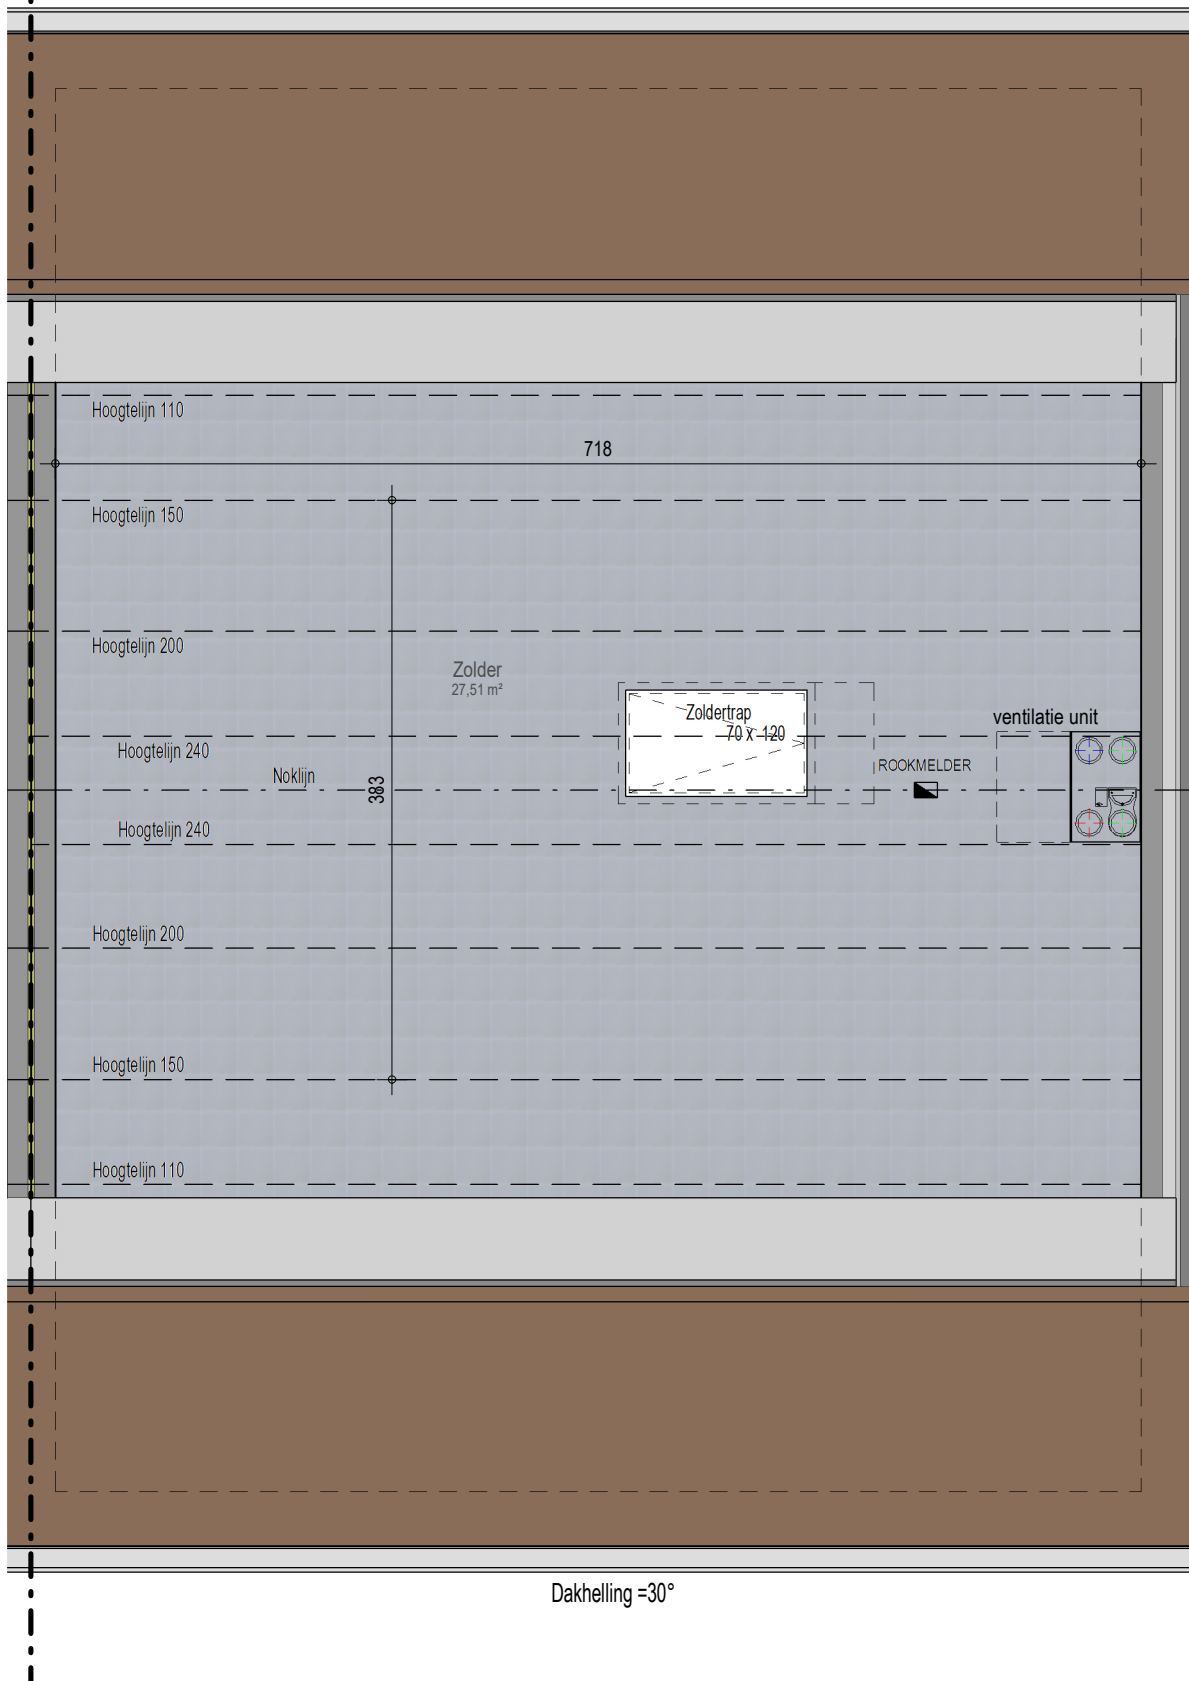 Hoogtelijn 110
718
Hoogtelijn 150
Hoogtelijn 200
Zolder
27,51 m²
Zoldertrap
70 x 120
ventilatie unit
Hoogtelijn 240
ROOKMELDER
Noklijn
383
Hoogtelijn 240
Hoogtelijn 200
Hoogtelijn 150
Hoogtelijn 110
Dakhelling =30°